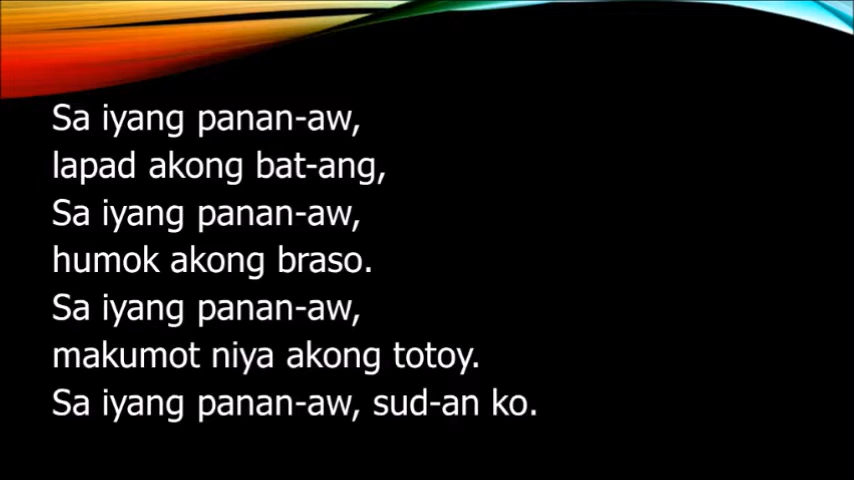 Sa iyang panan-aw,
lapad akong bat-ang,
Sa iyang panan-aw,
humok akong braso.
Sa iyang panan-aw,
makumot niya akong totoy.
Sa iyang panan-aw, sud-an ko.